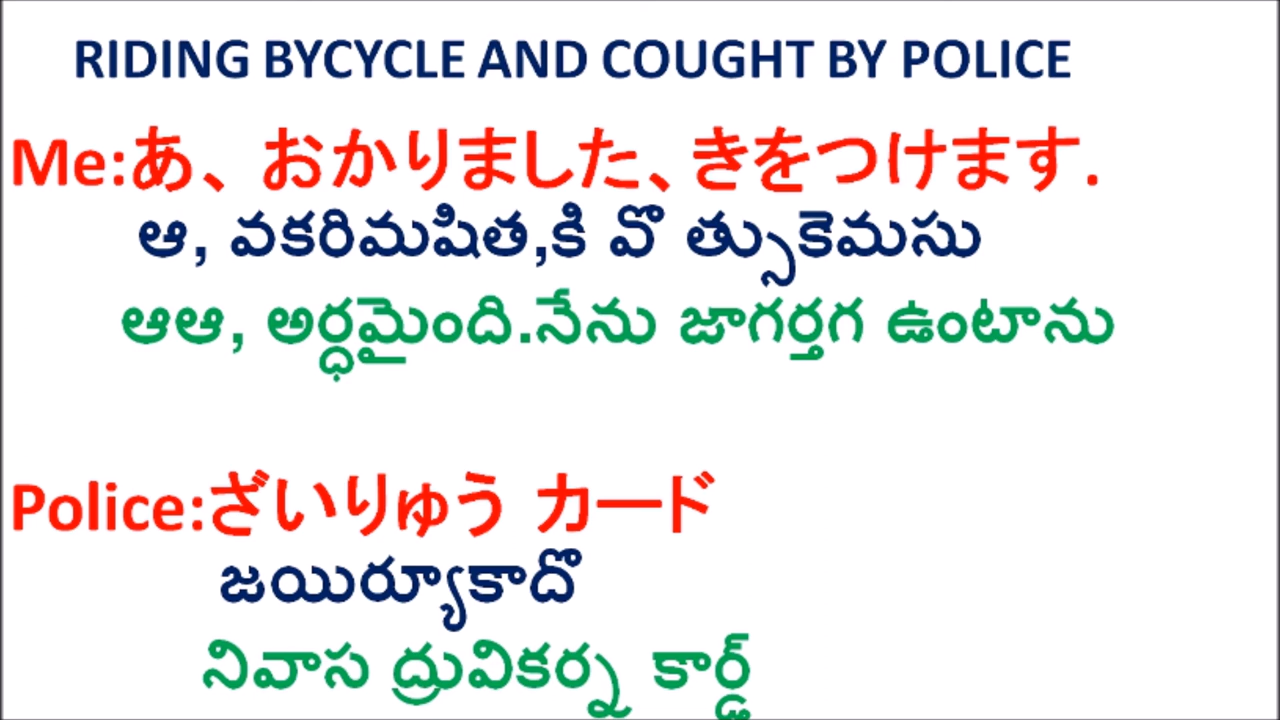 RIDING BYCYCLE AND COUGHT BY POLICE
Me:あ、おかりました、きをつけます.
ఆ, వకరిమషిత,కి వొ త్సుకెమసు
ఆఆ, అర్ధమైంది.నేను జాగర్తగ ఉంటాను
Police:ざいりゅう カード
జయిర్యూకాదొ
నివాస ద్రువికర్న కార్డ్